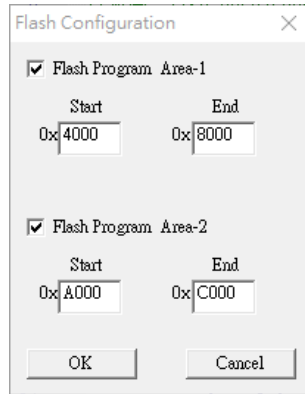 Flash Configuration
Flash Program Area-1
Start End
0x 4000 0x 8000
Flash Program Area-2
Start End
0x A000 0x C000
OK Cancel